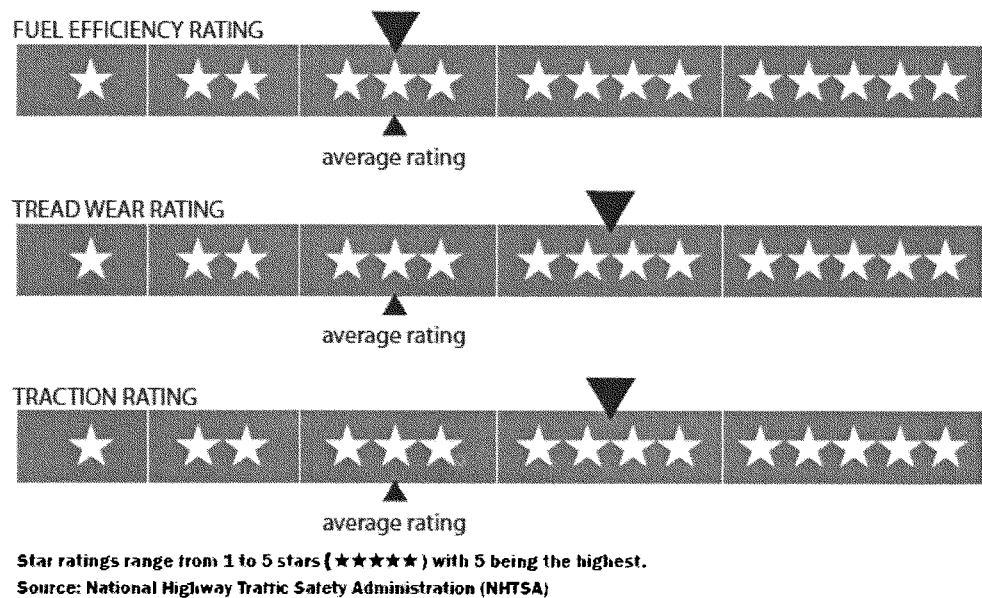 FUEL EFFICIENCY RATING
average rating
TREAD WEAR RATING
average rating
TRACTION RATING
average rating
Star ratings range from 1 to 5 stars (★★★★★) with 5 being the highest.
Source: National Highway Traffic Safety Administration (NHTSA)